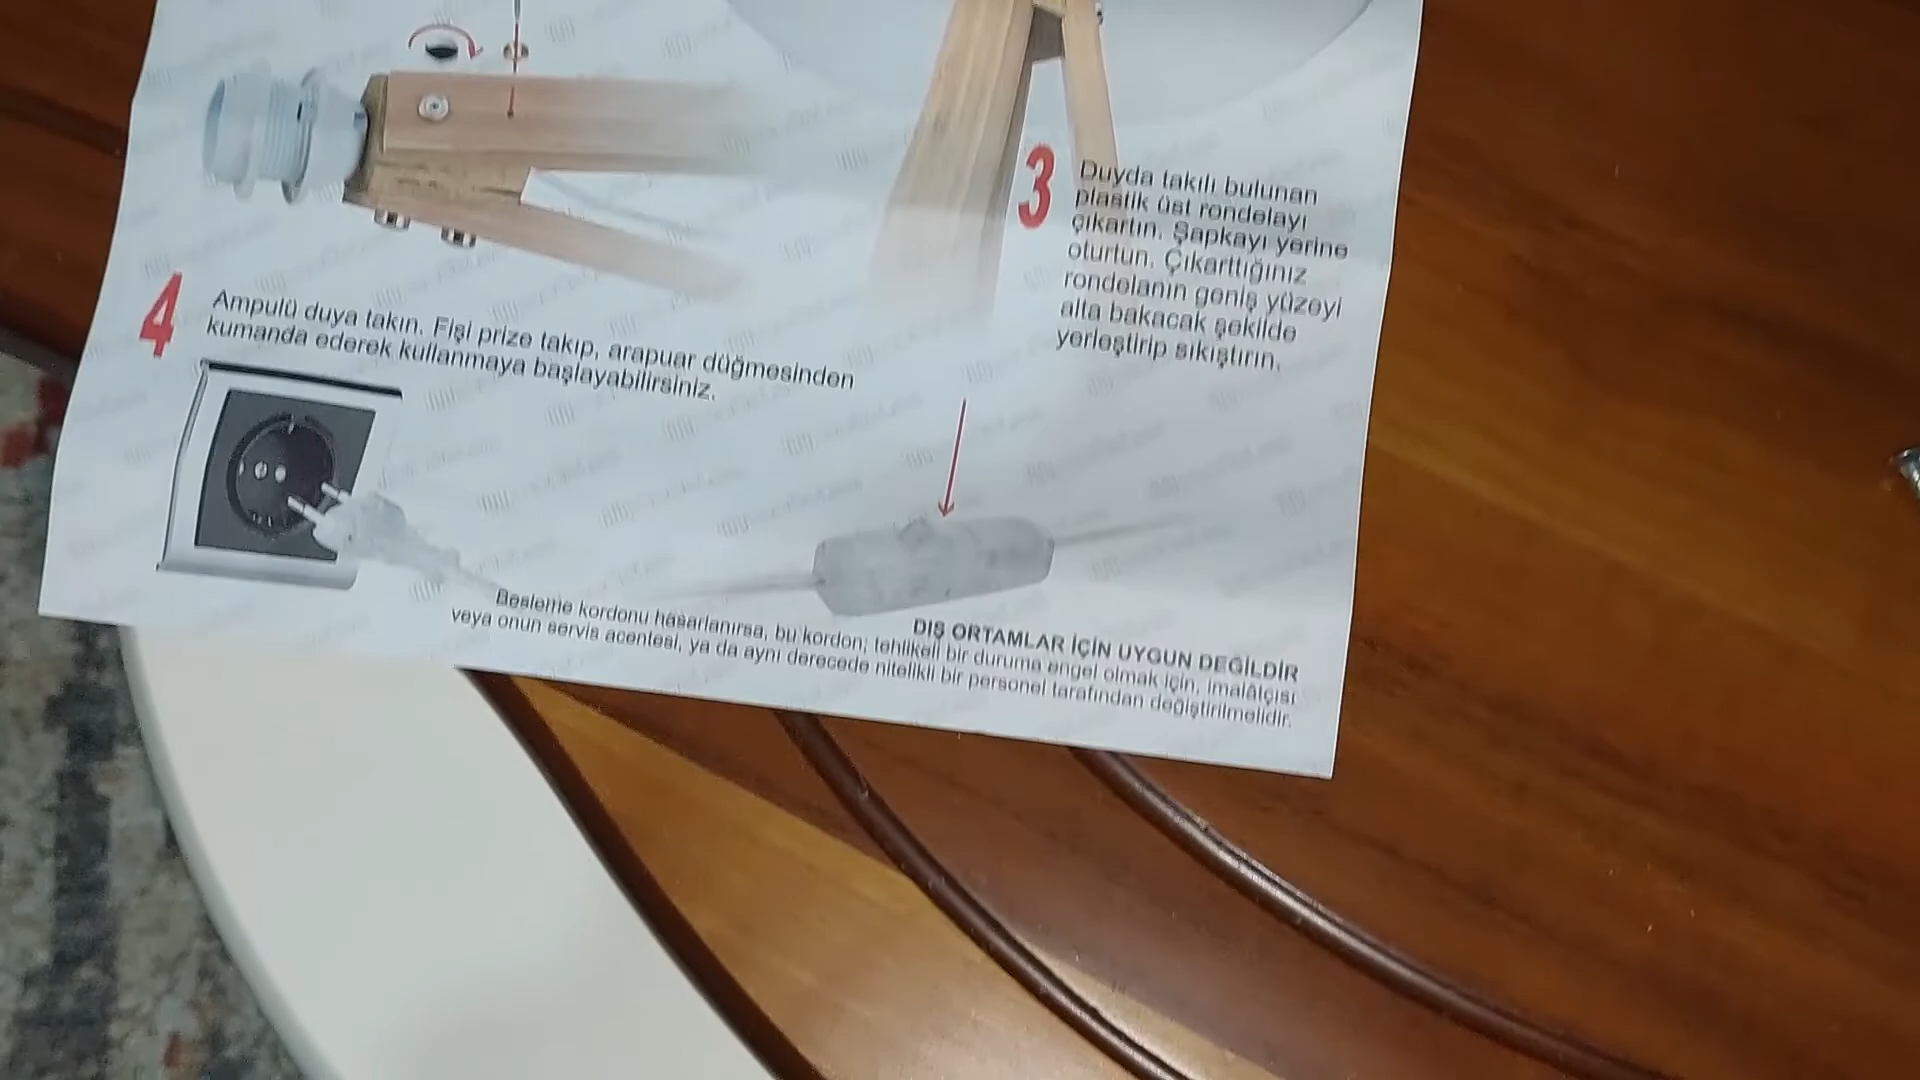 3
Duyda takılı bulunan
plastik üst rondelayı
çıkartın. Şapkayı yerine
oturtun. Çıkarttığınız
rondelanın geniş yüzeyi
alta bakacak şekilde
yerleştirip sıkıştırın.
4
Ampulü duya takın. Fişi prize takıp, arapuar düğmesinden
kumanda ederek kullanmaya başlayabilirsiniz.
DIŞ ORTAMLAR İÇİN UYGUN DEĞİLDİR
Besleme kordonu hasarlanırsa, bu kordon; tehlikeli bir duruma engel olmak için, imalâtçısı
veya onun servis acentesi, ya da aynı derecede nitelikli bir personel tarafından değiştirilmelidir.